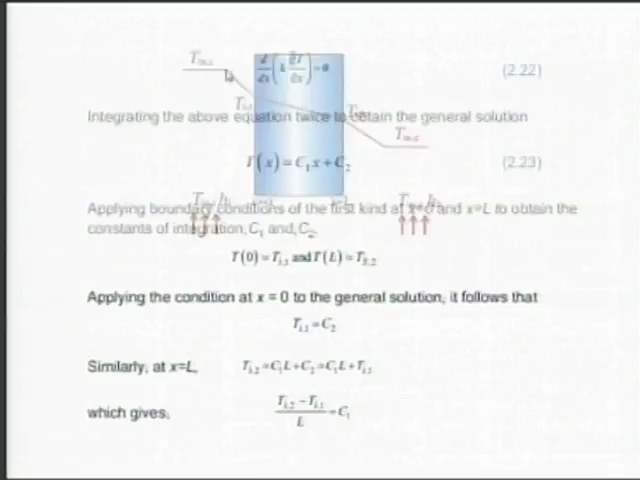 d/dx (k ∂T/∂x) = 0 (2.22)
Integrating the above equation twice to obtain the general solution
T(x) = C₁x + C₂ (2.23)
Applying boundary conditions of the first kind at x=0 and x=L to obtain the
constants of integration, C₁ and, C₂
T(0) = Tₛ,₁ and T(L) = Tₛ,₂
Applying the condition at x = 0 to the general solution, it follows that
Tₛ,₁ = C₂
Similarly, at x=L, Tₛ,₂ = C₁L + C₂ = C₁L + Tₛ,₁
which gives, (Tₛ,₂ − Tₛ,₁)/L = C₁